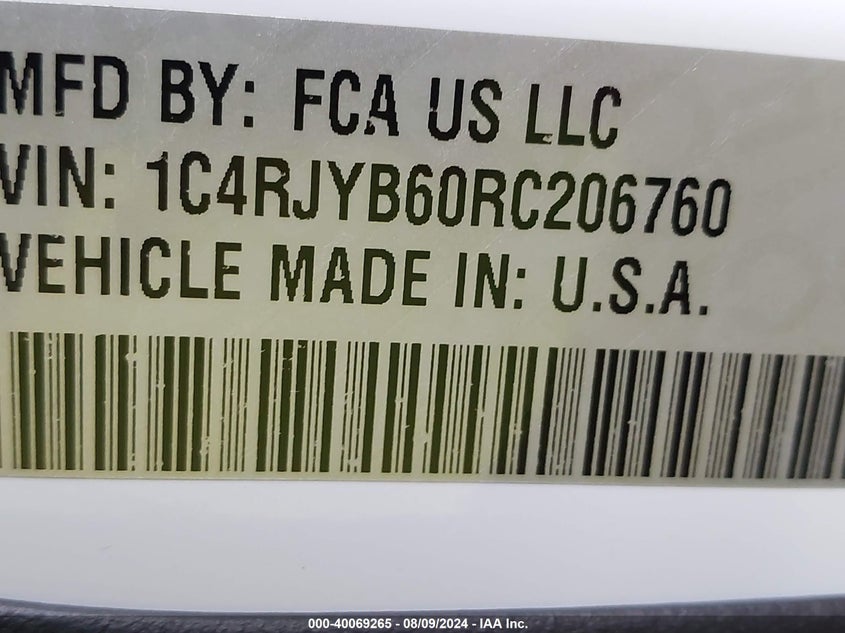 MFD BY: FCA US LLC
VIN: 1C4RJYB60RC206760
VEHICLE MADE IN: U.S.A.
000-40069265 - 08/09/2024 - IAA Inc.